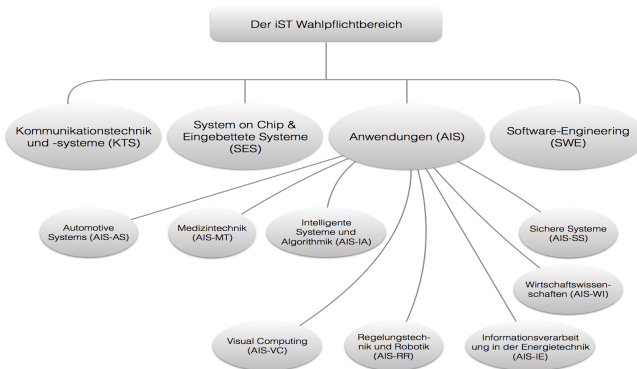 Der iST Wahlpflichtbereich
Kommunikationstechnik
und -systeme (KTS)
System on Chip &
Eingebettete Systeme
(SES)
Anwendungen (AIS)
Software-Engineering
(SWE)
Automotive
Systems (AIS-AS)
Medizintechnik
(AIS-MT)
Intelligente
Systeme und
Algorithmik (AIS-IA)
Sichere Systeme
(AIS-SS)
Wirtschaftswissen-
schaften (AIS-WI)
Visual Computing
(AIS-VC)
Regelungstech-
nik und Robotik
(AIS-RR)
Informationsverarbeit
ung in der Energietechnik
(AIS-IE)